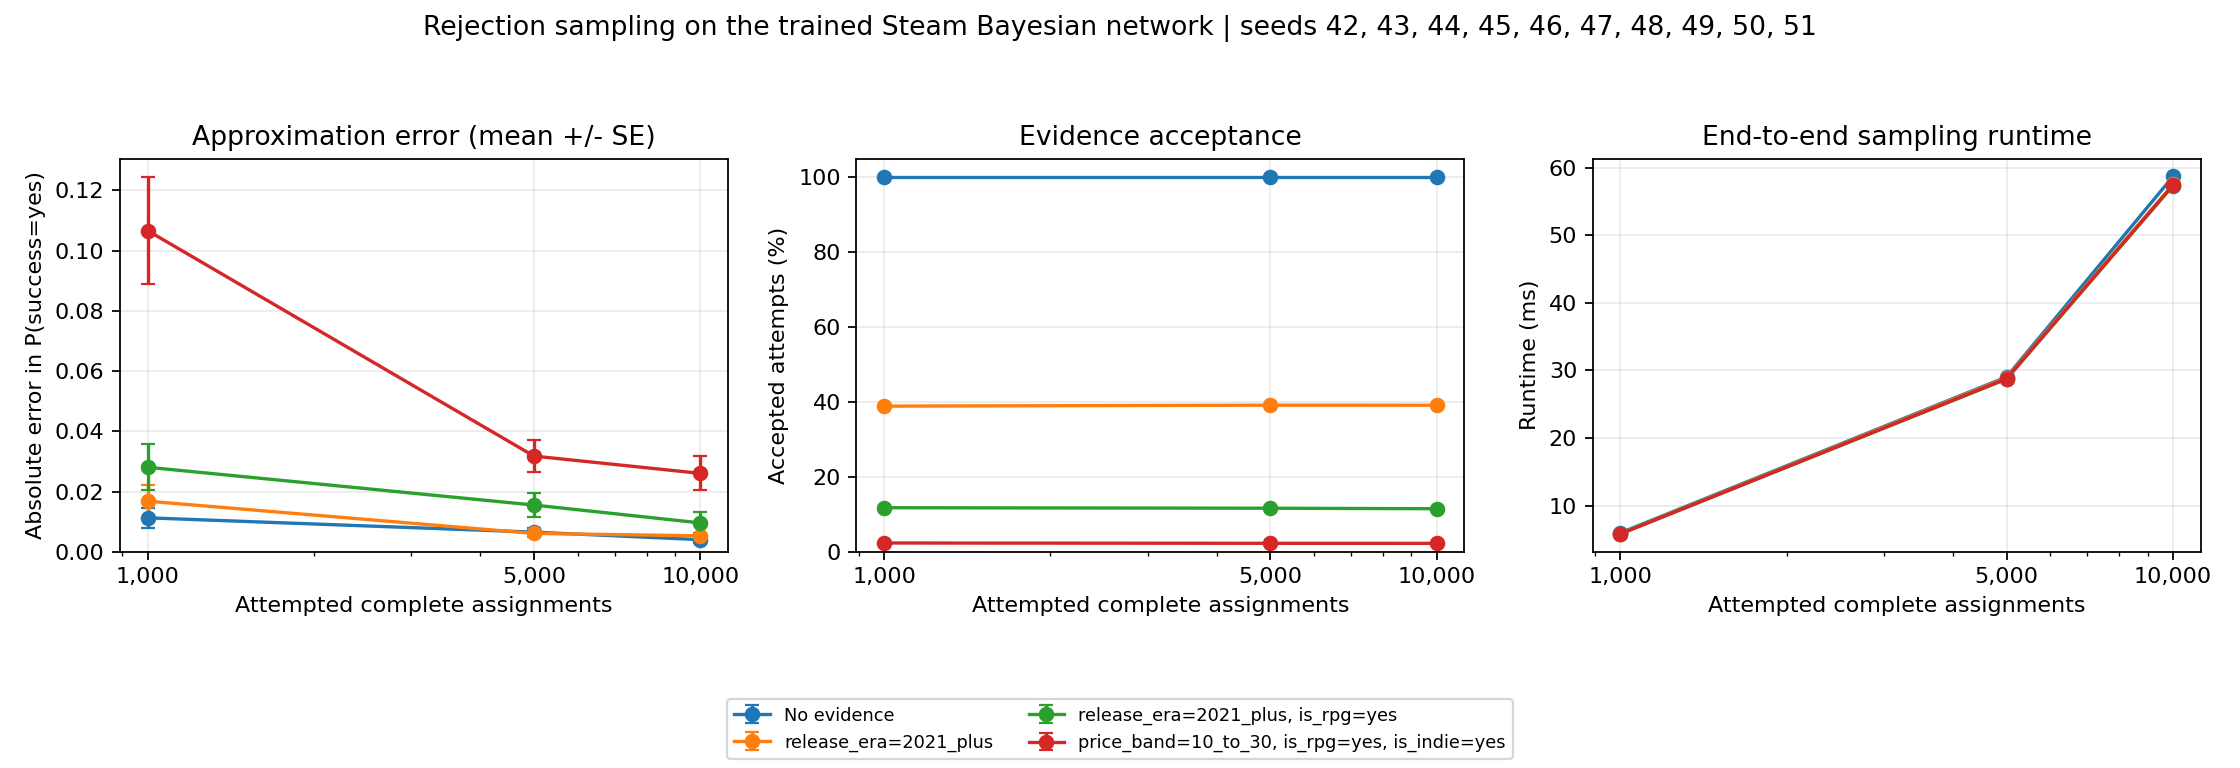 Rejection sampling on the trained Steam Bayesian network | seeds 42, 43, 44, 45, 46, 47, 48, 49, 50, 51
Approximation error (mean +/- SE)
Absolute error in P(success=yes)
0.12
0.10
0.08
0.06
0.04
0.02
0.00
1,000
5,000
10,000
Attempted complete assignments
Evidence acceptance
Accepted attempts (%)
100
80
60
40
20
0
1,000
5,000
10,000
Attempted complete assignments
End-to-end sampling runtime
Runtime (ms)
60
50
40
30
20
10
1,000
5,000
10,000
Attempted complete assignments
No evidence
release_era=2021_plus
release_era=2021_plus, is_rpg=yes
price_band=10_to_30, is_rpg=yes, is_indie=yes